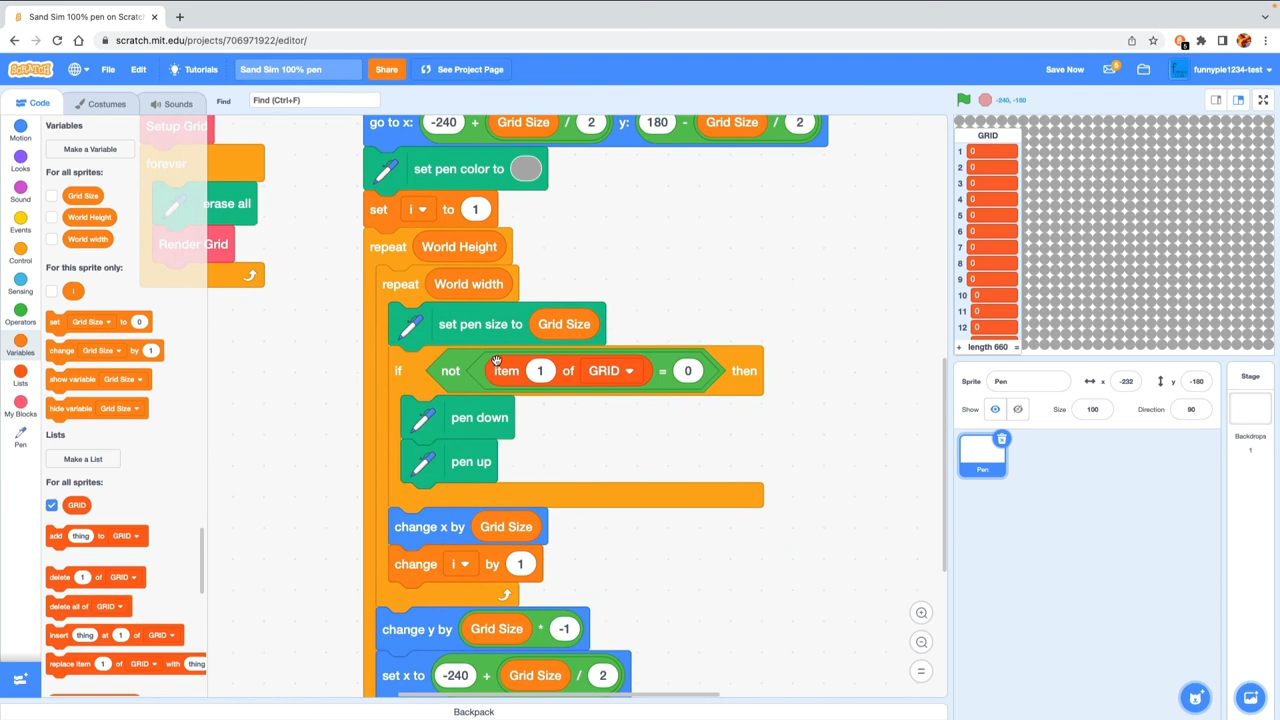 Sand Sim 100% pen on Scratch
scratch.mit.edu/projects/706971922/editor/
5
SCRATCH
File
Edit
Tutorials
Sand Sim 100% pen
Share
See Project Page
Save Now
funnypie1234-test
Code
Costumes
Sounds
Find
Find (Ctrl+F)
-240, -180
Motion
Looks
Sound
Events
Control
Sensing
Operators
Variables
Lists
My Blocks
Pen
Variables
Make a Variable
For all sprites:
Grid Size
World Height
World width
For this sprite only:
i
set Grid Size to 0
change Grid Size by 1
show variable Grid Size
hide variable Grid Size
Lists
Make a List
For all sprites:
GRID
add thing to GRID
delete 1 of GRID
delete all of GRID
insert thing at 1 of GRID
replace item 1 of GRID with thing
Setup Grid
forever
erase all
Render Grid
go to x: -240 + Grid Size / 2 y: 180 - Grid Size / 2
set pen color to
set i to 1
repeat World Height
repeat World width
set pen size to Grid Size
if not item 1 of GRID = 0 then
pen down
pen up
change x by Grid Size
change i by 1
change y by Grid Size * -1
set x to -240 + Grid Size / 2
Backpack
GRID
1 0
2 0
3 0
4 0
5 0
6 0
7 0
8 0
9 0
10 0
11 0
12 0
+ length 660 =
Sprite Pen x -232 y -180
Show Size 100 Direction 90
Pen
Stage
Backdrops
1